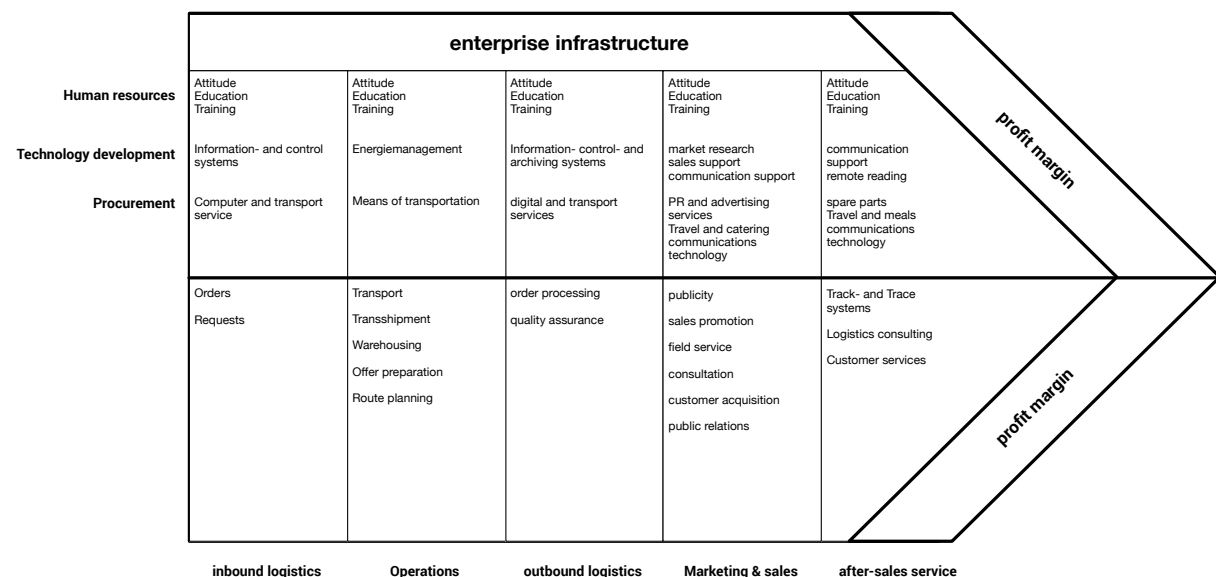 enterprise infrastructure
Human resources
Attitude
Education
Training
Attitude
Education
Training
Attitude
Education
Training
Attitude
Education
Training
Attitude
Education
Training
Technology development
Information- and control
systems
Energiemanagement
Information- control- and
archiving systems
market research
sales support
communication support
communication
support
remote reading
Procurement
Computer and transport
service
Means of transportation
digital and transport
services
PR and advertising
services
Travel and catering
communications
technology
spare parts
Travel and meals
communications
technology
profit margin
Orders
Requests
Transport
Transshipment
Warehousing
Offer preparation
Route planning
order processing
quality assurance
publicity
sales promotion
field service
consultation
customer acquisition
public relations
Track- and Trace
systems
Logistics consulting
Customer services
profit margin
inbound logistics
Operations
outbound logistics
Marketing & sales
after-sales service